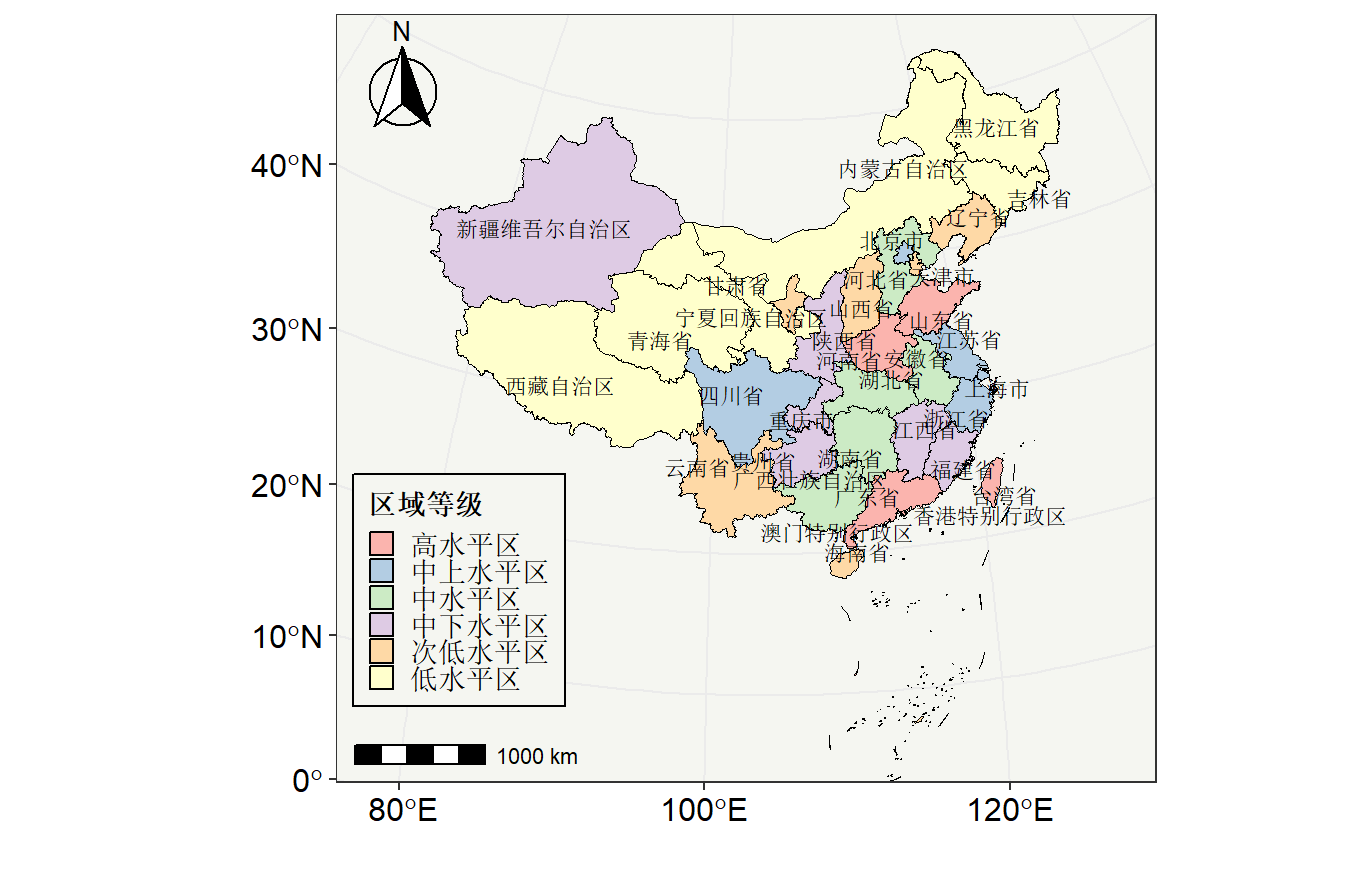 N
黑龙江省
内蒙古自治区
吉林省
辽宁省
新疆维吾尔自治区
北京市
天津市
河北省
甘肃省
山西省
宁夏回族自治区
山东省
青海省
陕西省
江苏省
河南省
安徽省
湖北省
西藏自治区
四川省
上海市
重庆市
浙江省
江西省
湖南省
云南省
贵州省
福建省
广西壮族自治区
广东省
台湾省
香港特别行政区
澳门特别行政区
海南省
40°N
30°N
20°N
10°N
0°
区域等级
高水平区
中上水平区
中水平区
中下水平区
次低水平区
低水平区
1000 km
80°E
100°E
120°E